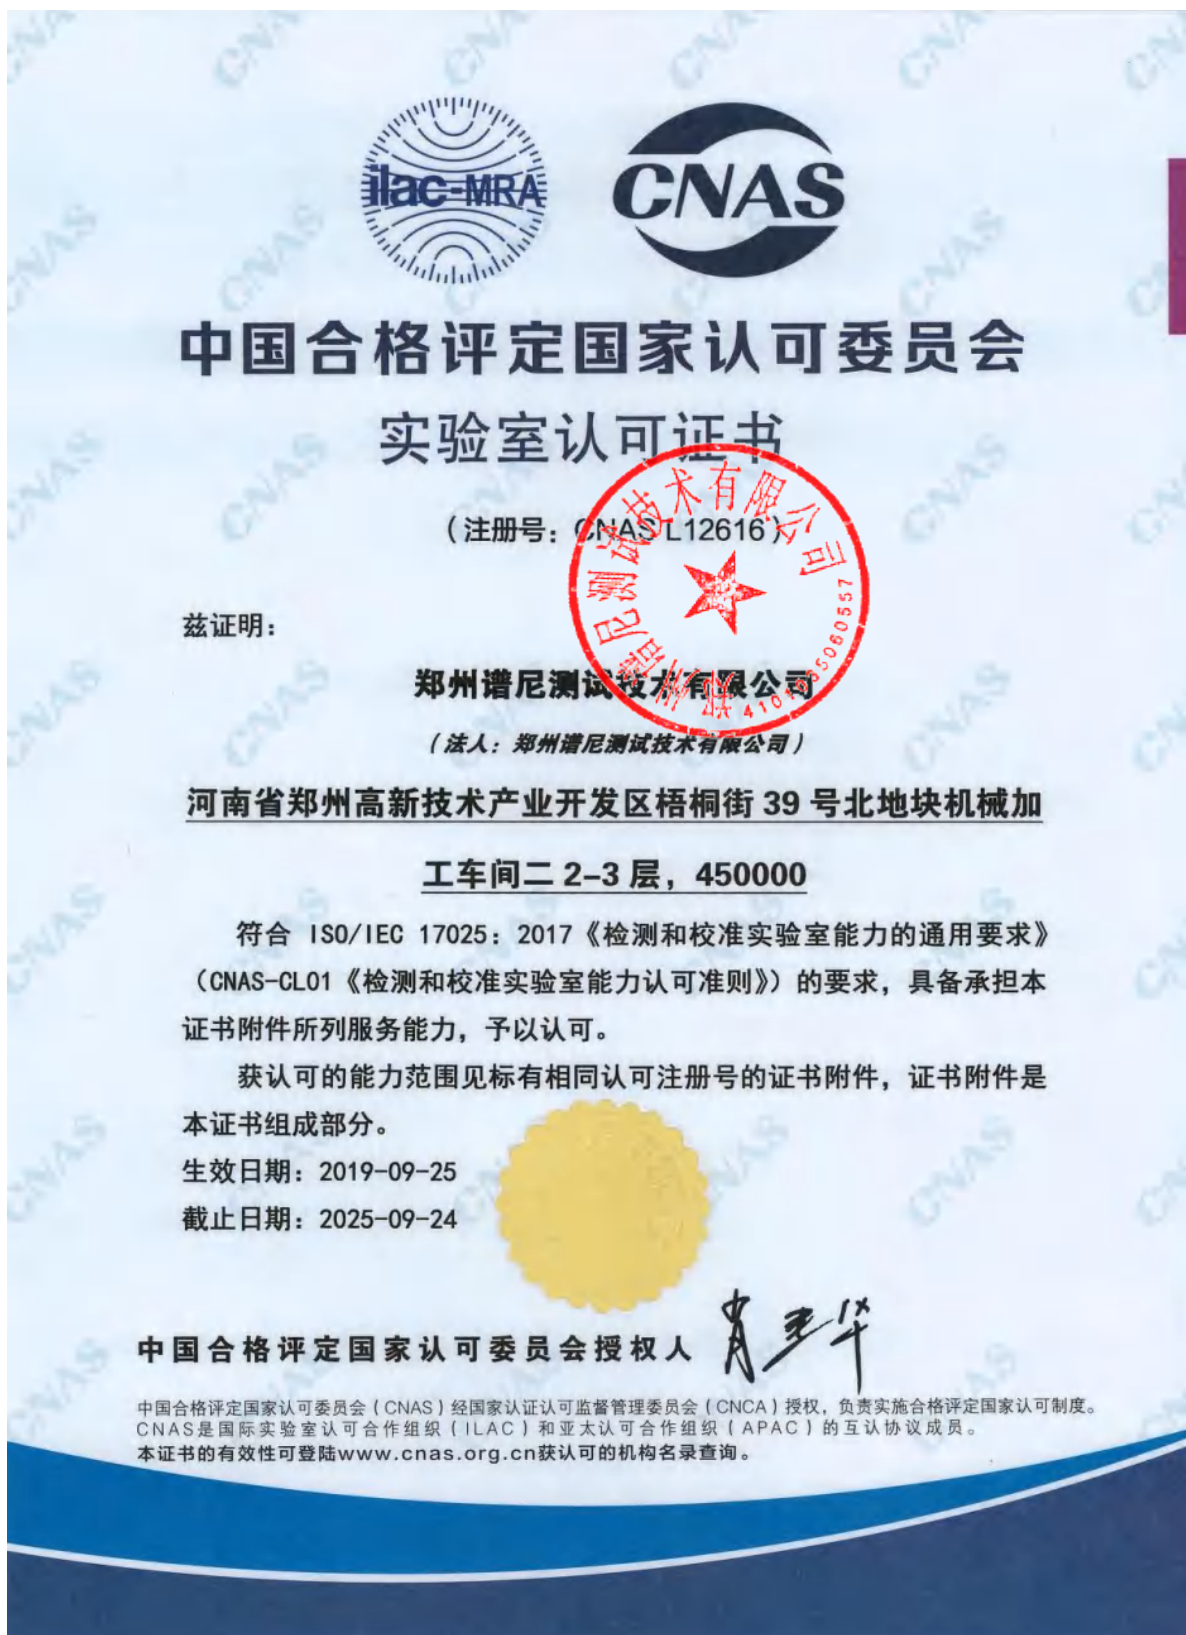 ilac-MRA
CNAS
中国合格评定国家认可委员会
实验室认可证书
（注册号：CNAS L12616）
郑州谱尼测试技术有限公司
兹证明：
郑州谱尼测试技术有限公司
（法人：郑州谱尼测试技术有限公司）
河南省郑州高新技术产业开发区梧桐街 39 号北地块机械加
工车间二 2-3 层，450000
符合 ISO/IEC 17025：2017《检测和校准实验室能力的通用要求》
（CNAS-CL01《检测和校准实验室能力认可准则》）的要求，具备承担本
证书附件所列服务能力，予以认可。
获认可的能力范围见标有相同认可注册号的证书附件，证书附件是
本证书组成部分。
生效日期：2019-09-25
截止日期：2025-09-24
中国合格评定国家认可委员会授权人
中国合格评定国家认可委员会（CNAS）经国家认证认可监督管理委员会（CNCA）授权，负责实施合格评定国家认可制度。
CNAS是国际实验室认可合作组织（ILAC）和亚太认可合作组织（APAC）的互认协议成员。
本证书的有效性可登陆www.cnas.org.cn获认可的机构名录查询。